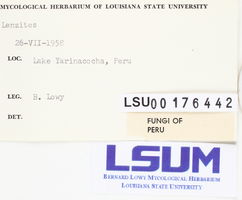 MYCOLOGICAL HERBARIUM OF LOUISIANA STATE UNIVERSITY
Lenzites
26-VII-1958
LOC. Lake Yarinacocha, Peru
LEG. B. Lowy
LSU00176442
DET.
FUNGI OF
PERU
LSUM
BERNARD LOWY MYCOLOGICAL HERBARIUM
LOUISIANA STATE UNIVERSITY